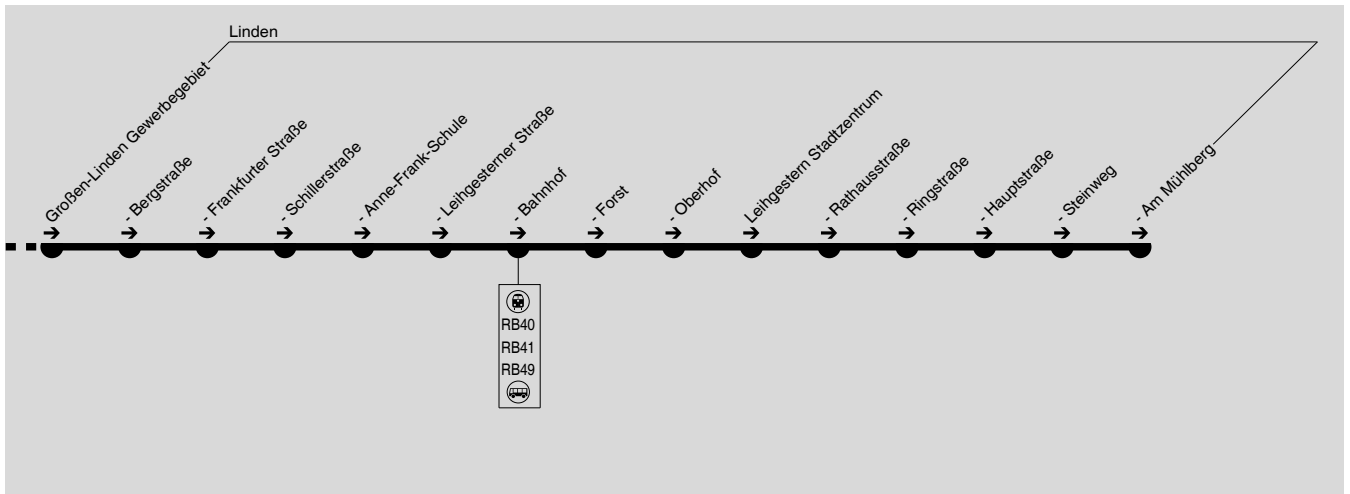 Linden
Großen-Linden Gewerbegebiet
- Bergstraße
- Frankfurter Straße
- Schillerstraße
- Anne-Frank-Schule
- Leihgesterner Straße
- Bahnhof
- Forst
- Oberhof
Leihgestern Stadtzentrum
- Rathausstraße
- Ringstraße
- Hauptstraße
- Steinweg
- Am Mühlberg
RB40
RB41
RB49